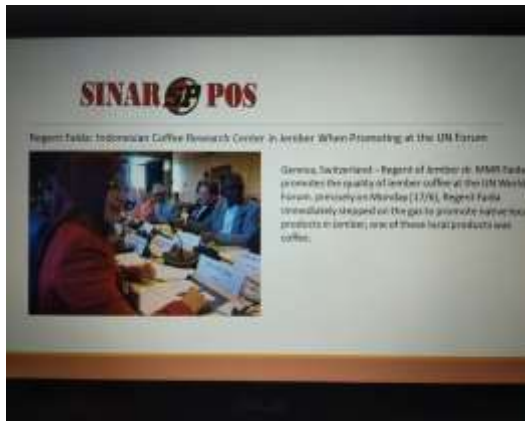 SINAR SP POS
Regent Faida: Indonesian Coffee Research Center in Jember When Promoting at the UN Forum
Geneva, Switzerland - Regent of Jember dr. MMR Faida
promotes the quality of Jember coffee at the UN World
Forum, precisely on Monday (17/6), Regent Faida
immediately stepped on the gas to promote native
products in Jember, one of these local products was
coffee.